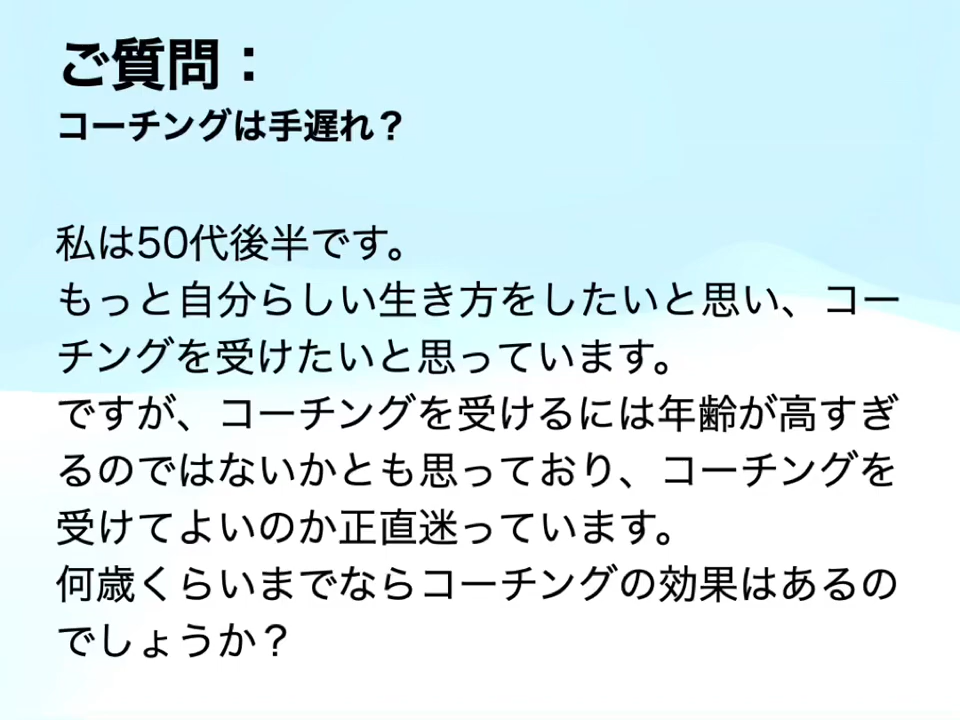 ご質問：
コーチングは手遅れ？
私は50代後半です。
もっと自分らしい生き方をしたいと思い、コー
チングを受けたいと思っています。
ですが、コーチングを受けるには年齢が高すぎ
るのではないかとも思っており、コーチングを
受けてよいのか正直迷っています。
何歳くらいまでならコーチングの効果はあるの
でしょうか？